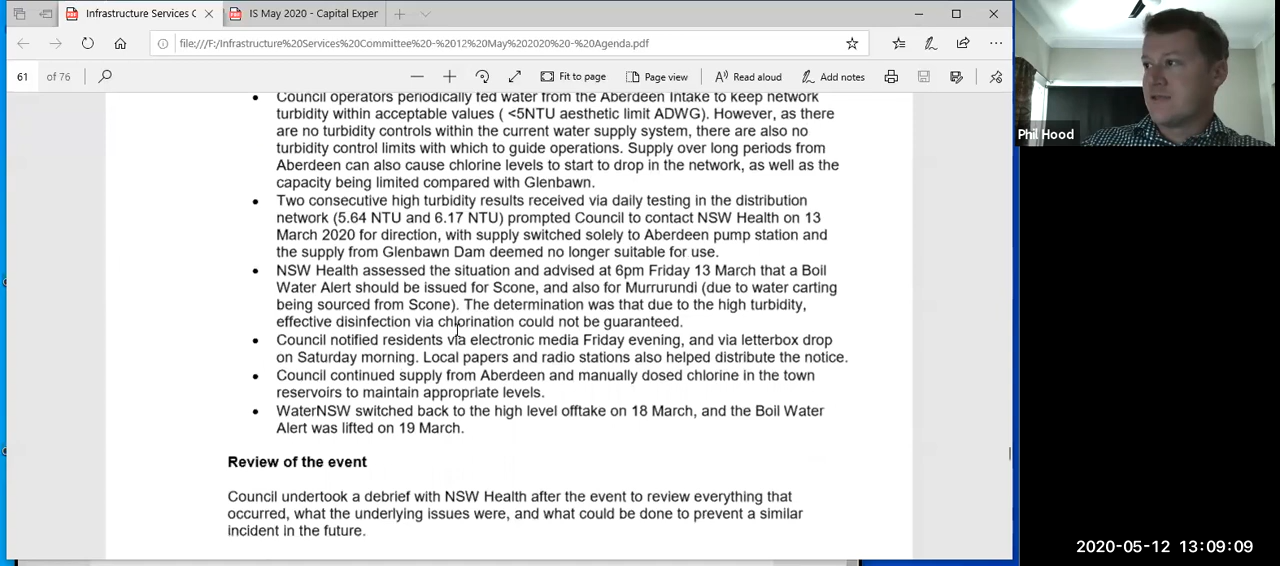 Infrastructure Services C
IS May 2020 - Capital Exper
file:///F:/Infrastructure%20Services%20Committee%20-%2012%20May%202020%20-%20Agenda.pdf
61 of 76
Fit to page
Page view
Read aloud
Add notes
Council operators periodically fed water from the Aberdeen Intake to keep network
turbidity within acceptable values ( <5NTU aesthetic limit ADWG). However, as there
are no turbidity controls within the current water supply system, there are also no
turbidity control limits with which to guide operations. Supply over long periods from
Aberdeen can also cause chlorine levels to start to drop in the network, as well as the
capacity being limited compared with Glenbawn.
Two consecutive high turbidity results received via daily testing in the distribution
network (5.64 NTU and 6.17 NTU) prompted Council to contact NSW Health on 13
March 2020 for direction, with supply switched solely to Aberdeen pump station and
the supply from Glenbawn Dam deemed no longer suitable for use.
NSW Health assessed the situation and advised at 6pm Friday 13 March that a Boil
Water Alert should be issued for Scone, and also for Murrurundi (due to water carting
being sourced from Scone). The determination was that due to the high turbidity,
effective disinfection via chlorination could not be guaranteed.
Council notified residents via electronic media Friday evening, and via letterbox drop
on Saturday morning. Local papers and radio stations also helped distribute the notice.
Council continued supply from Aberdeen and manually dosed chlorine in the town
reservoirs to maintain appropriate levels.
WaterNSW switched back to the high level offtake on 18 March, and the Boil Water
Alert was lifted on 19 March.
Review of the event
Council undertook a debrief with NSW Health after the event to review everything that
occurred, what the underlying issues were, and what could be done to prevent a similar
incident in the future.
Phil Hood
2020-05-12 13:09:09